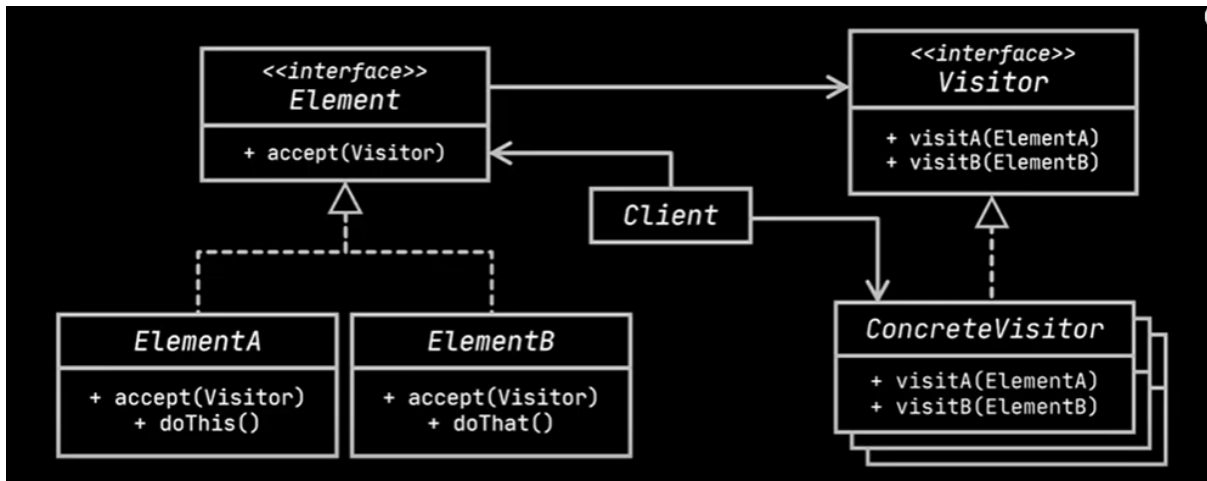 <<interface>>
Element
+ accept(Visitor)
<<interface>>
Visitor
+ visitA(ElementA)
+ visitB(ElementB)
Client
ElementA
+ accept(Visitor)
+ doThis()
ElementB
+ accept(Visitor)
+ doThat()
ConcreteVisitor
+ visitA(ElementA)
+ visitB(ElementB)